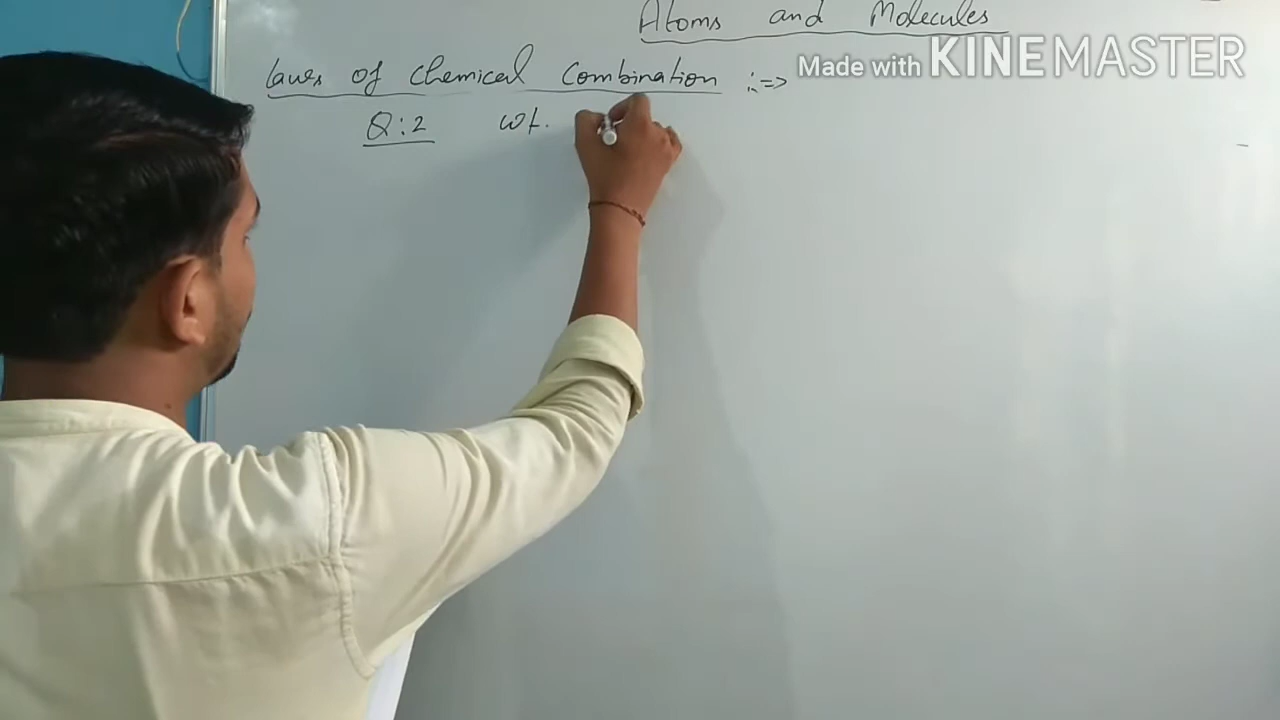 Atoms and Molecules
Made with KINEMASTER
Laws of Chemical Combination :=>
Q:2 wt.